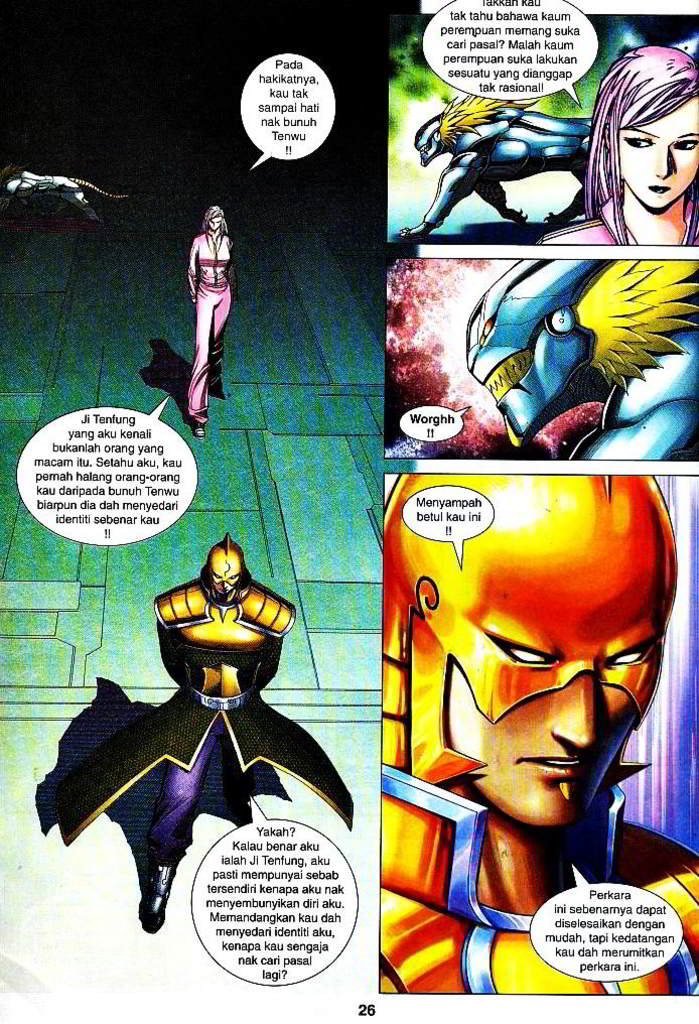 Pada
hakikatnya,
kau tak
sampai hati
nak bunuh
Tenwu
!!
Ji Tenfung
yang aku kenali
bukanlah orang yang
macam itu. Setahu aku, kau
pernah halang orang-orang
kau daripada bunuh Tenwu
biarpun dia dah menyedari
identiti sebenar kau
!!
Yakah?
Kalau benar aku
ialah Ji Tenfung, aku
pasti mempunyai sebab
tersendiri kenapa aku nak
menyembunyikan diri aku.
Memandangkan kau dah
menyedari identiti aku,
kenapa kau sengaja
nak cari pasal
lagi?
Takkan kau
tak tahu bahawa kaum
perempuan memang suka
cari pasal? Malah kaum
perempuan suka lakukan
sesuatu yang dianggap
tak rasional!
Worghh
!!
Menyampah
betul kau ini
!!
Perkara
ini sebenarnya dapat
diselesaikan dengan
mudah, tapi kedatangan
kau dah merumitkan
perkara ini.
26